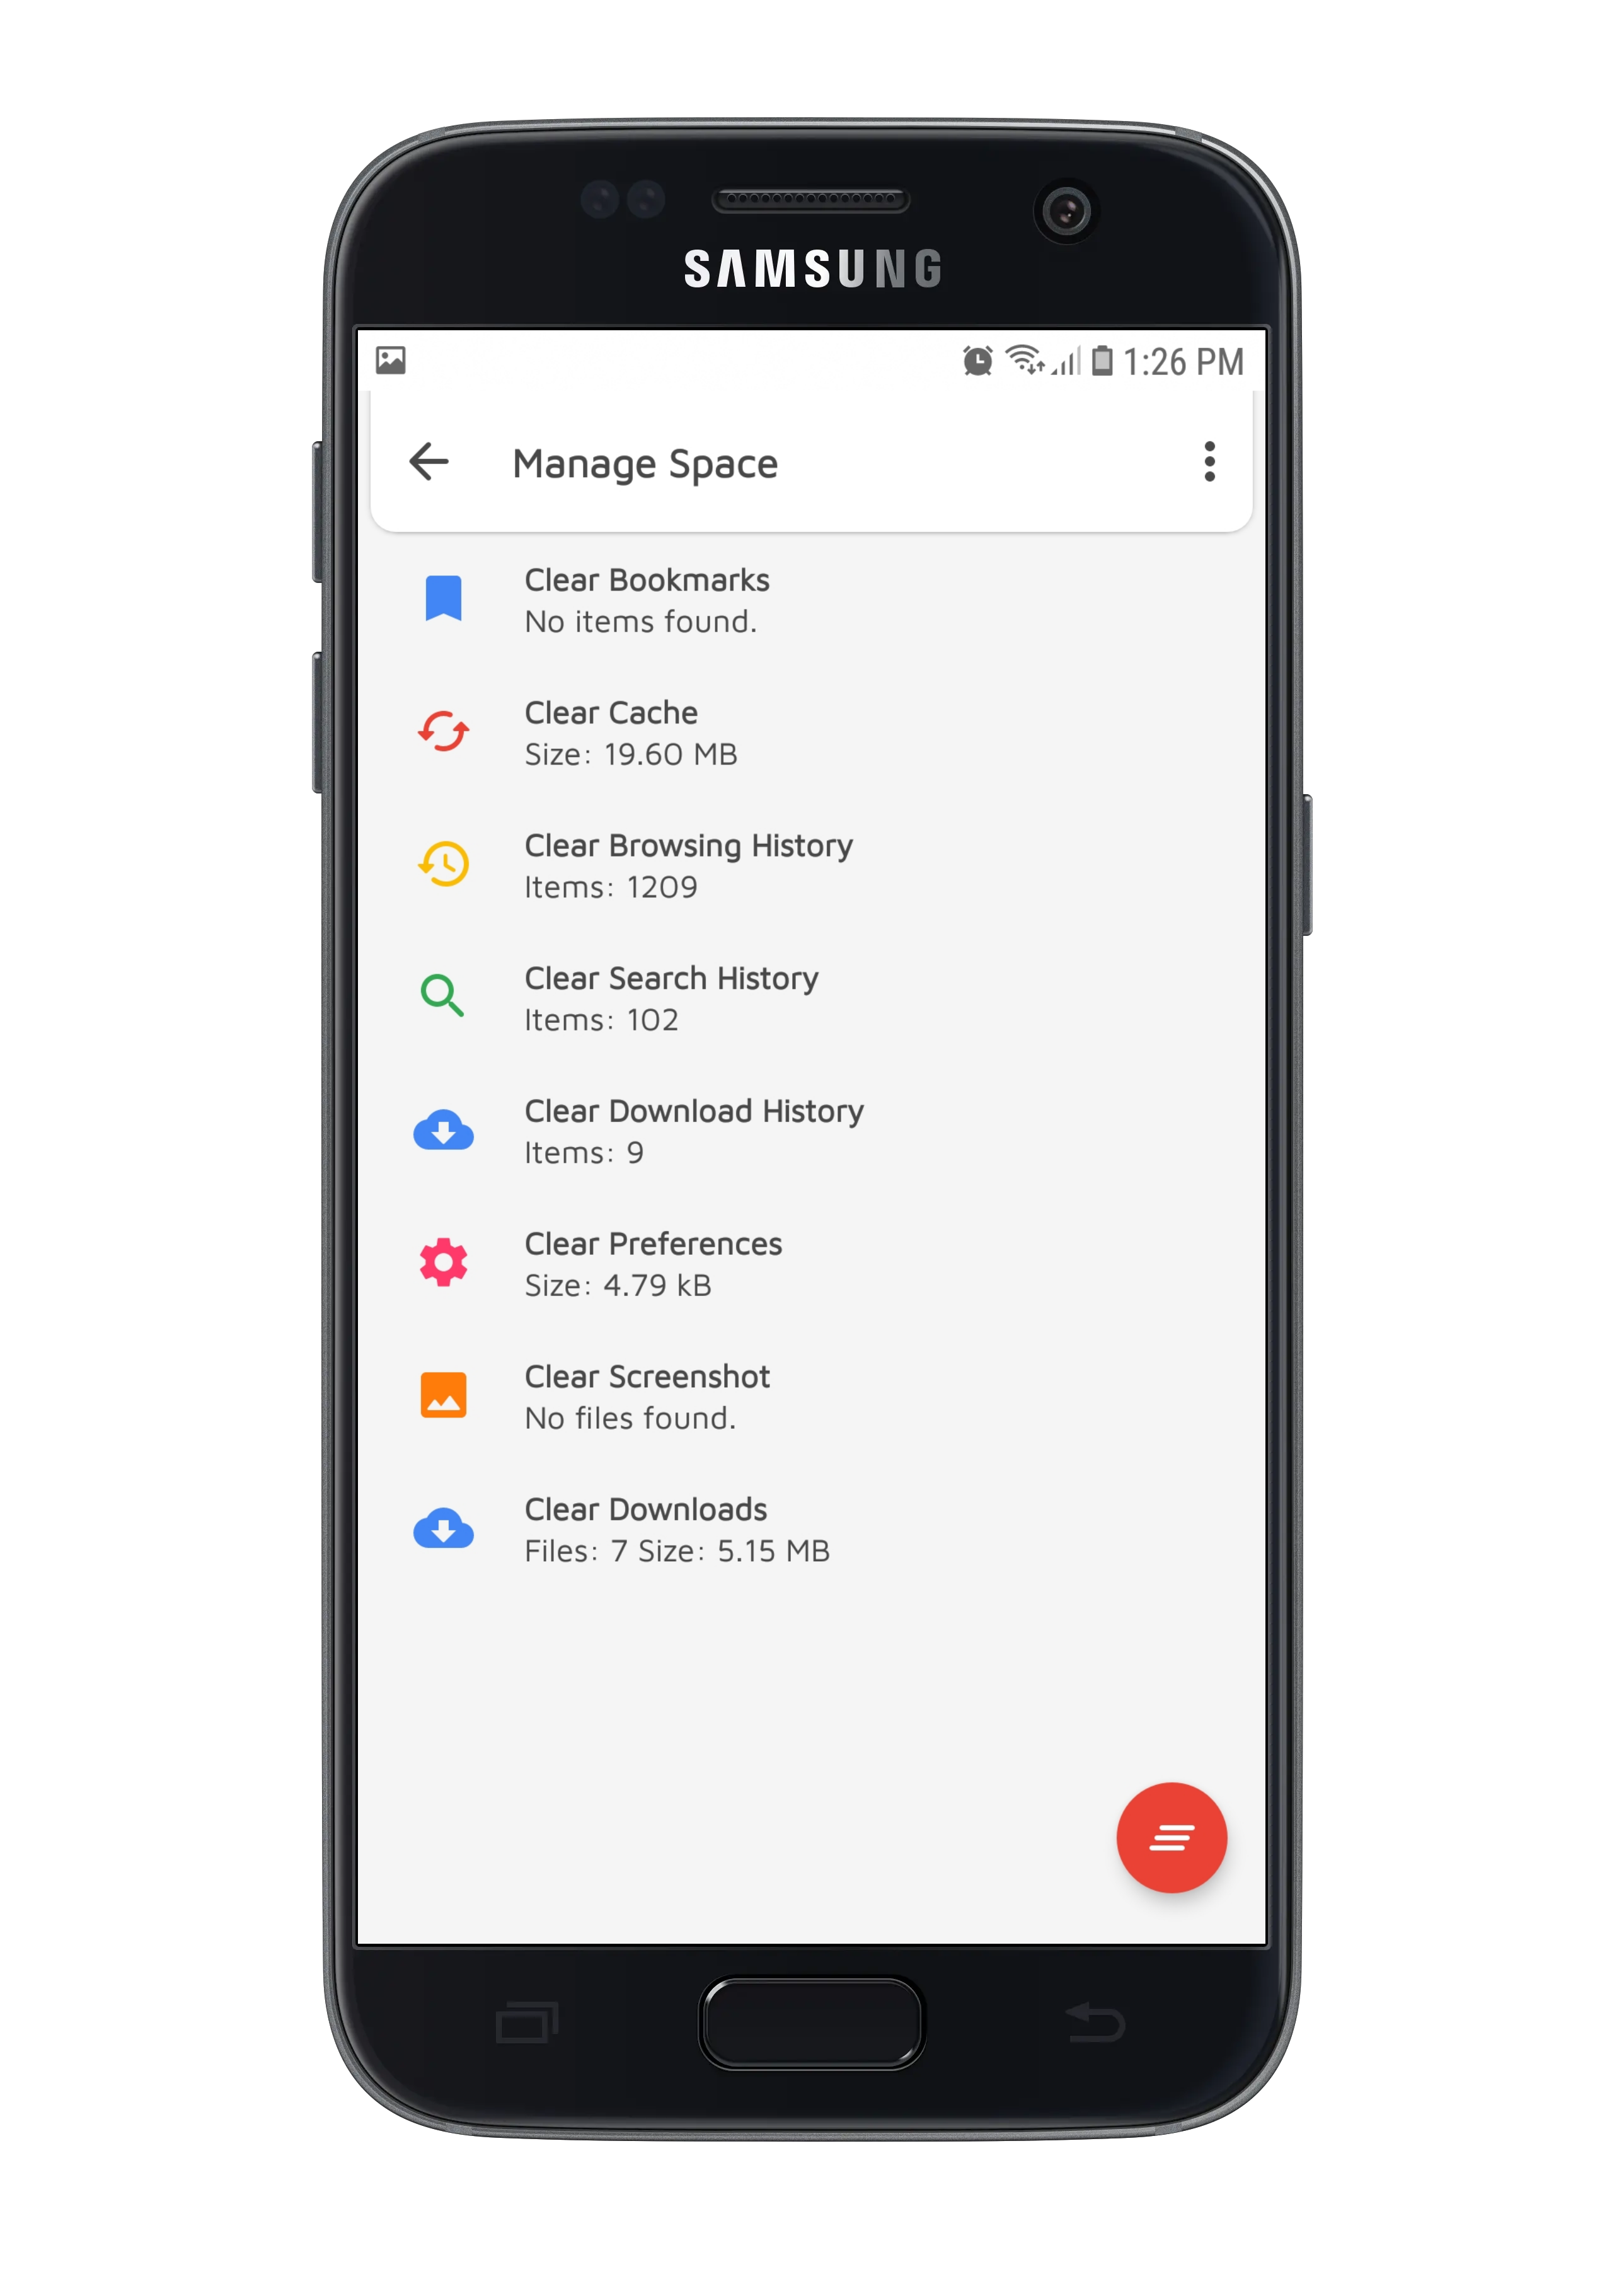 SAMSUNG
1:26 PM
Manage Space
Clear Bookmarks
No items found.
Clear Cache
Size: 19.60 MB
Clear Browsing History
Items: 1209
Clear Search History
Items: 102
Clear Download History
Items: 9
Clear Preferences
Size: 4.79 kB
Clear Screenshot
No files found.
Clear Downloads
Files: 7 Size: 5.15 MB